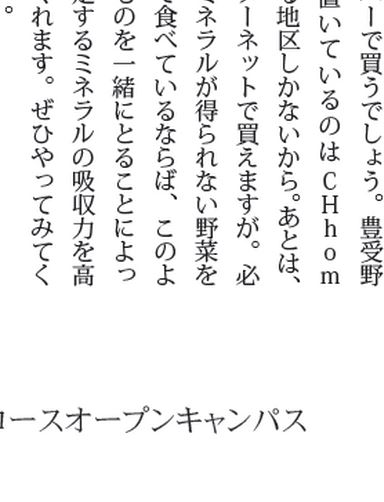 ーで買うでしょう。豊受野
置いているのはCHhom
る地区しかないから。あとは、
ーネットで買えますが。必
ミネラルが得られない野菜を
を食べているならば、このよ
ものを一緒にとることによっ
するミネラルの吸収力を高
れます。ぜひやってみてく
。
コースオープンキャンパス